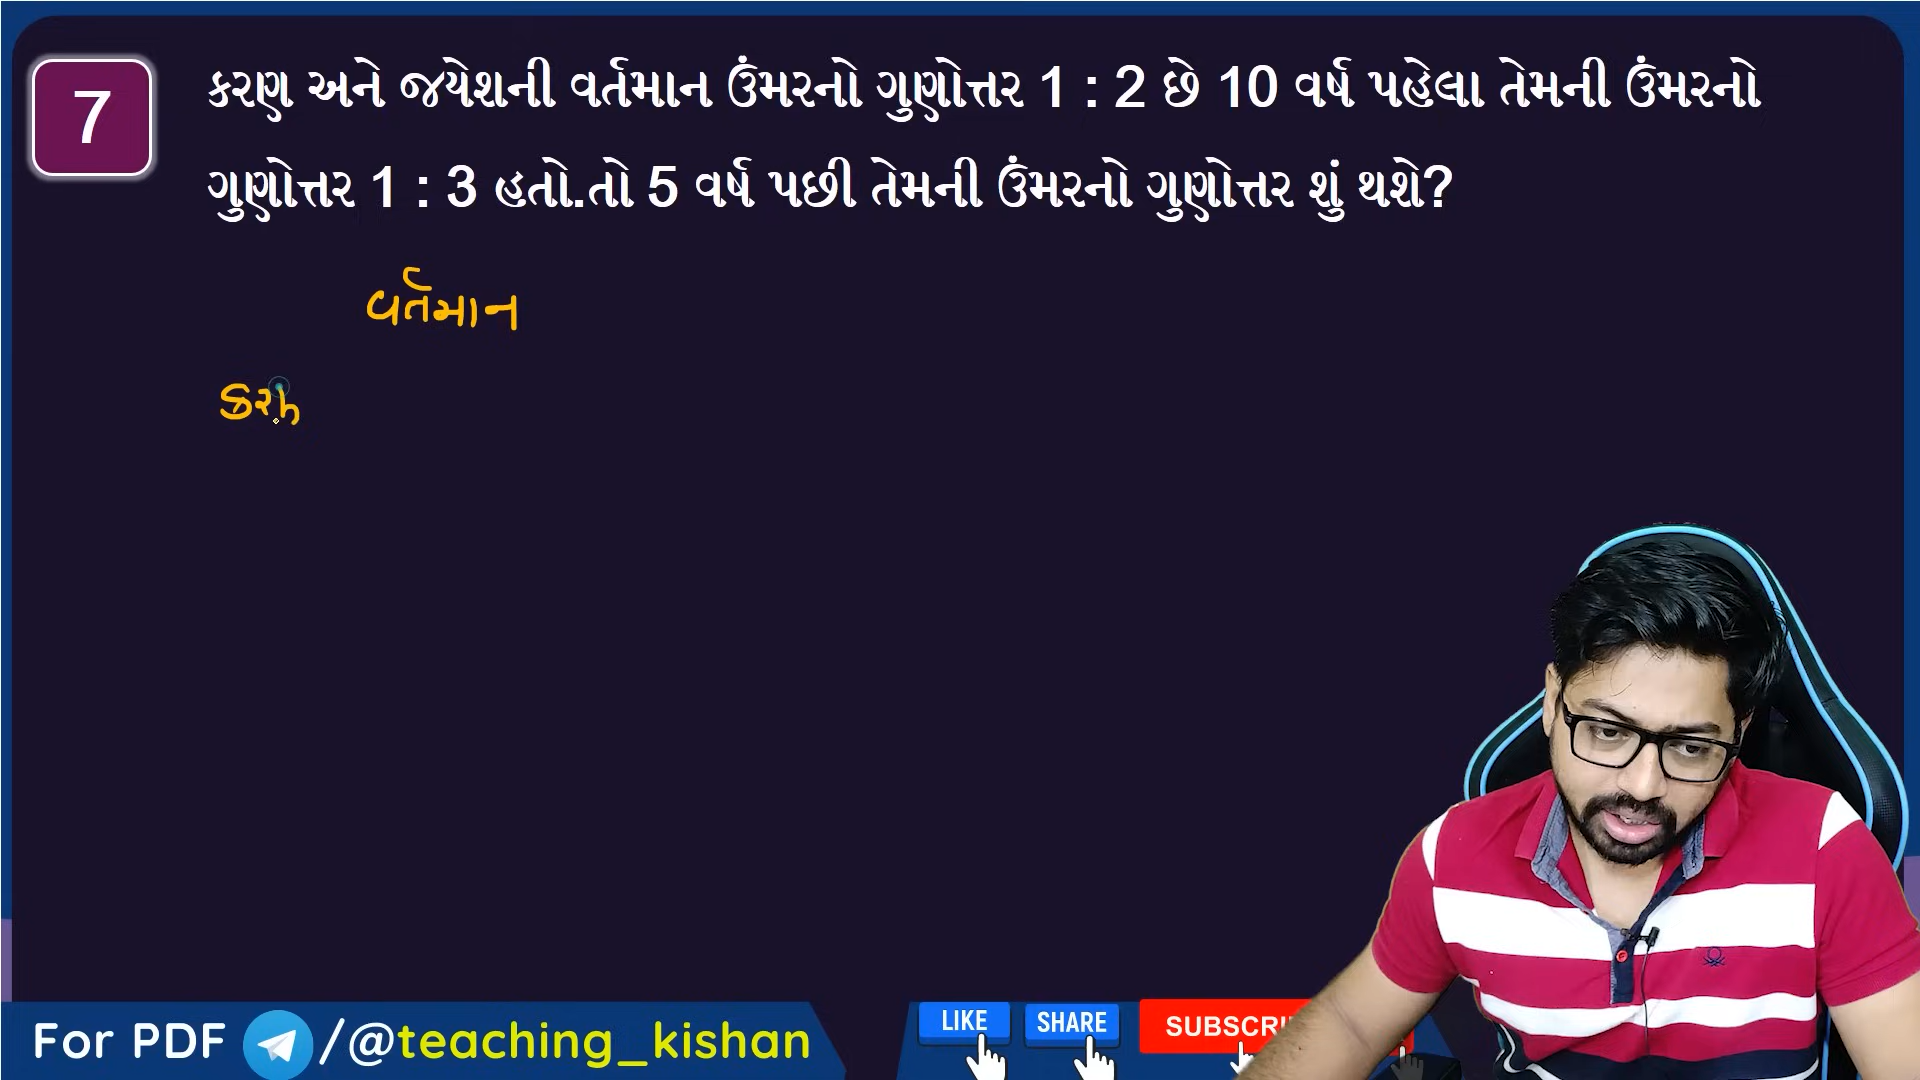 7
કરણ અને જયેશની વર્તમાન ઉંમરનો ગુણોત્તર 1 : 2 છે 10 વર્ષ પહેલા તેમની ઉંમરનો
ગુણોત્તર 1 : 3 હતો.તો 5 વર્ષ પછી તેમની ઉંમરનો ગુણોત્તર શું થશે?
વર્તમાન
કરણ
For PDF /@teaching_kishan
LIKE SHARE SUBSCRI